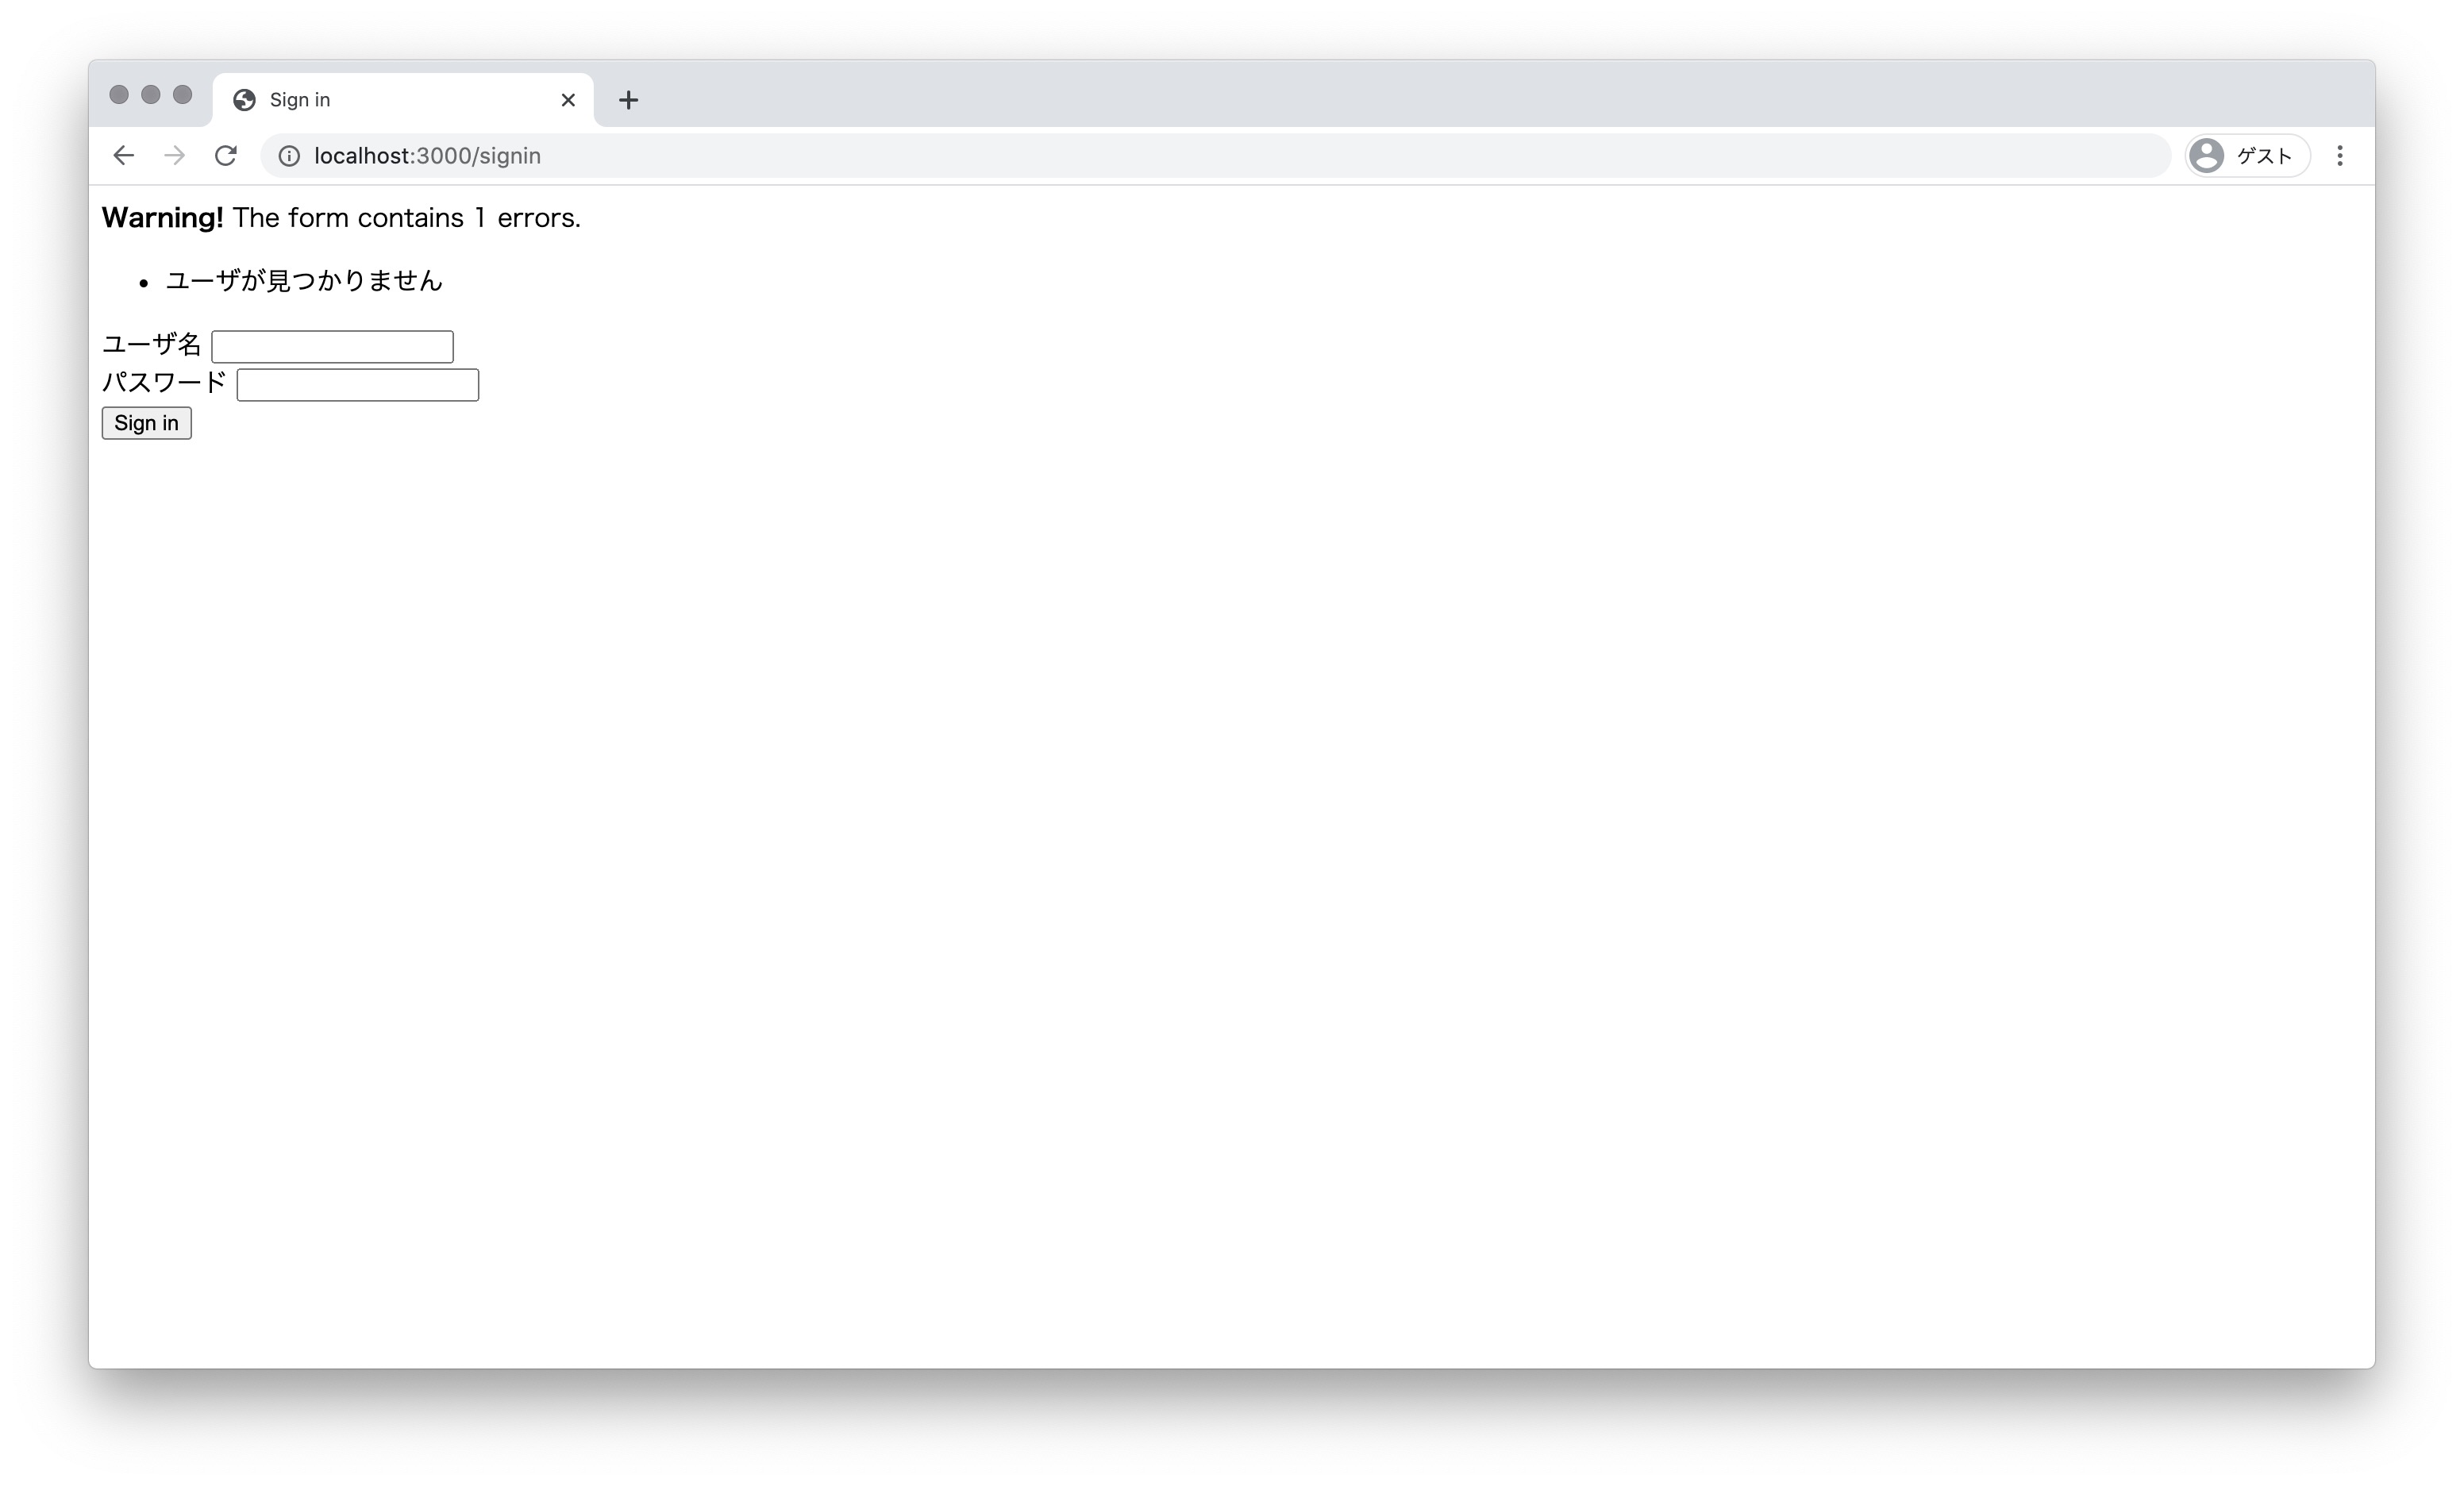 Sign in
localhost:3000/signin
ゲスト
Warning! The form contains 1 errors.
ユーザが見つかりません
ユーザ名
パスワード
Sign in